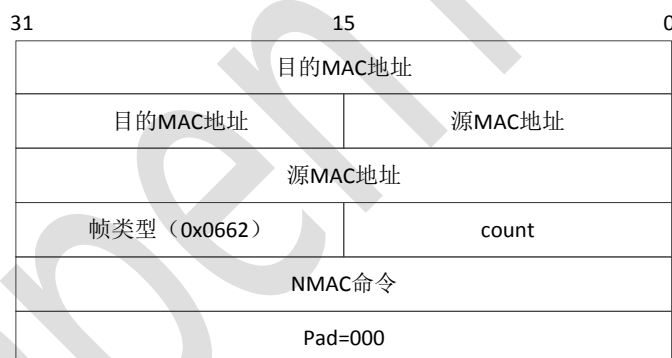 31 15 0
目的MAC地址
目的MAC地址 源MAC地址
源MAC地址
帧类型（0x0662） count
NMAC命令
Pad=000